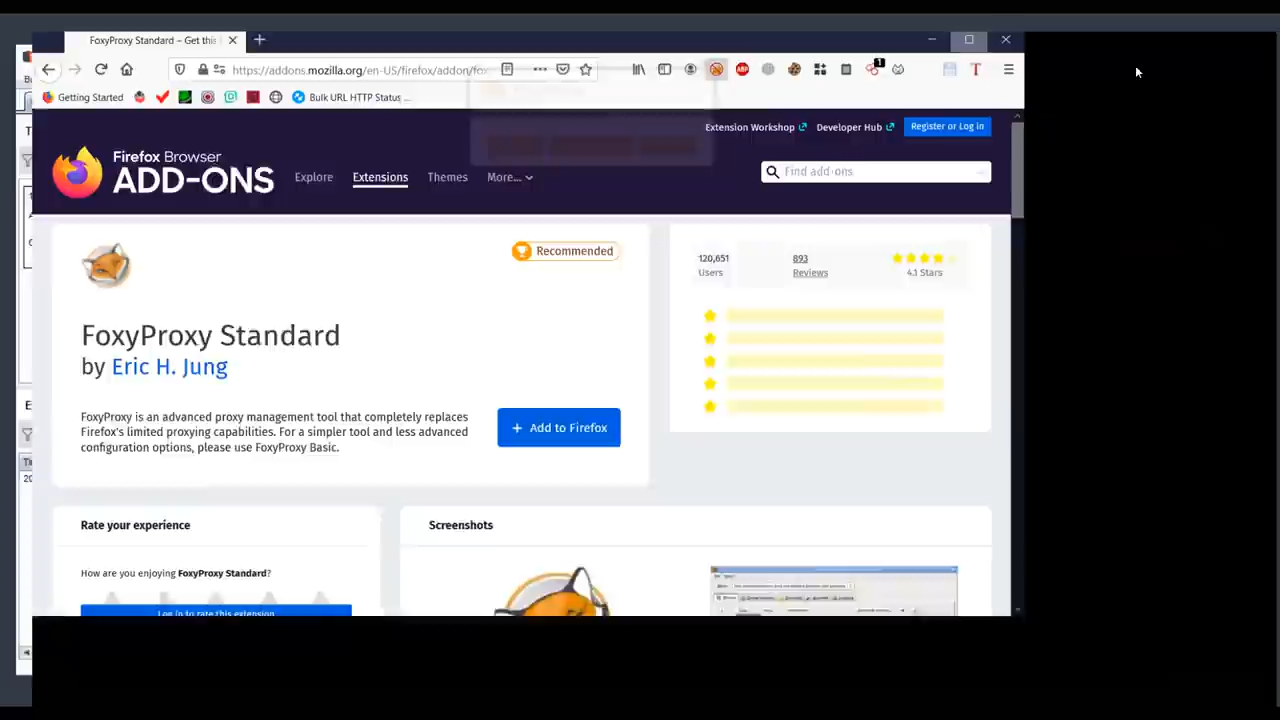 FoxyProxy Standard – Get this
https://addons.mozilla.org/en-US/firefox/addon/fox
1
Getting Started
Bulk URL HTTP Status ...
Extension Workshop
Developer Hub
Register or Log in
Firefox Browser
ADD-ONS
Explore
Extensions
Themes
More...
Find add-ons
Recommended
FoxyProxy Standard
by Eric H. Jung
FoxyProxy is an advanced proxy management tool that completely replaces
Firefox's limited proxying capabilities. For a simpler tool and less advanced
configuration options, please use FoxyProxy Basic.
+ Add to Firefox
120,651
Users
893
Reviews
4.1 Stars
Rate your experience
How are you enjoying FoxyProxy Standard?
Log in to rate this extension
Screenshots